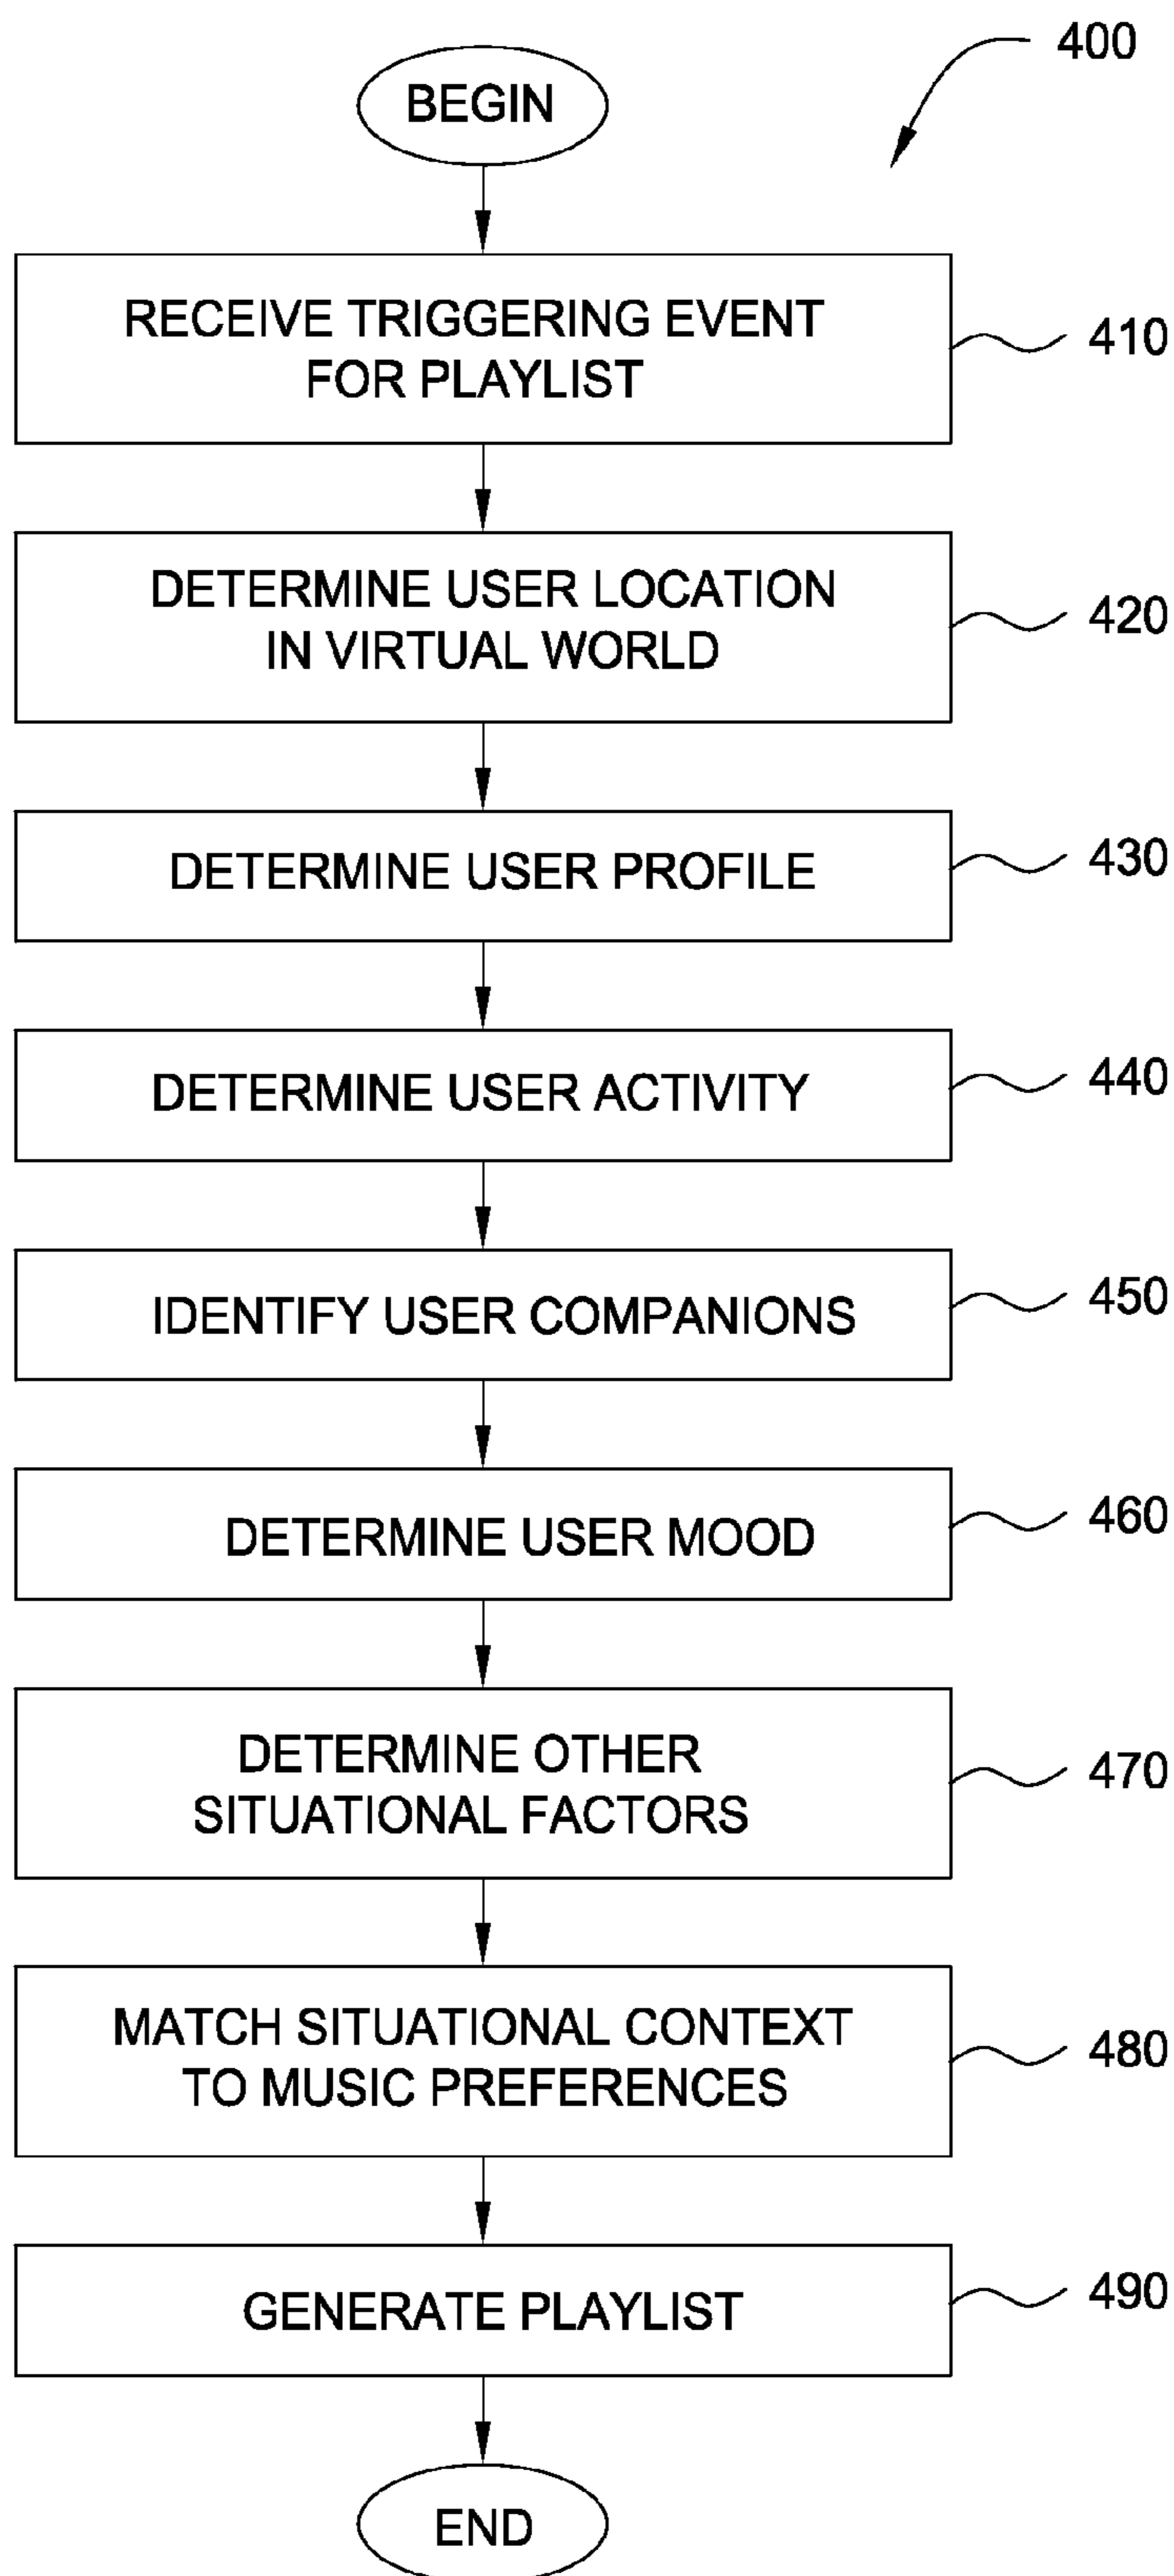 400
BEGIN
RECEIVE TRIGGERING EVENT
FOR PLAYLIST
410
DETERMINE USER LOCATION
IN VIRTUAL WORLD
420
DETERMINE USER PROFILE
430
DETERMINE USER ACTIVITY
440
IDENTIFY USER COMPANIONS
450
DETERMINE USER MOOD
460
DETERMINE OTHER
SITUATIONAL FACTORS
470
MATCH SITUATIONAL CONTEXT
TO MUSIC PREFERENCES
480
GENERATE PLAYLIST
490
END